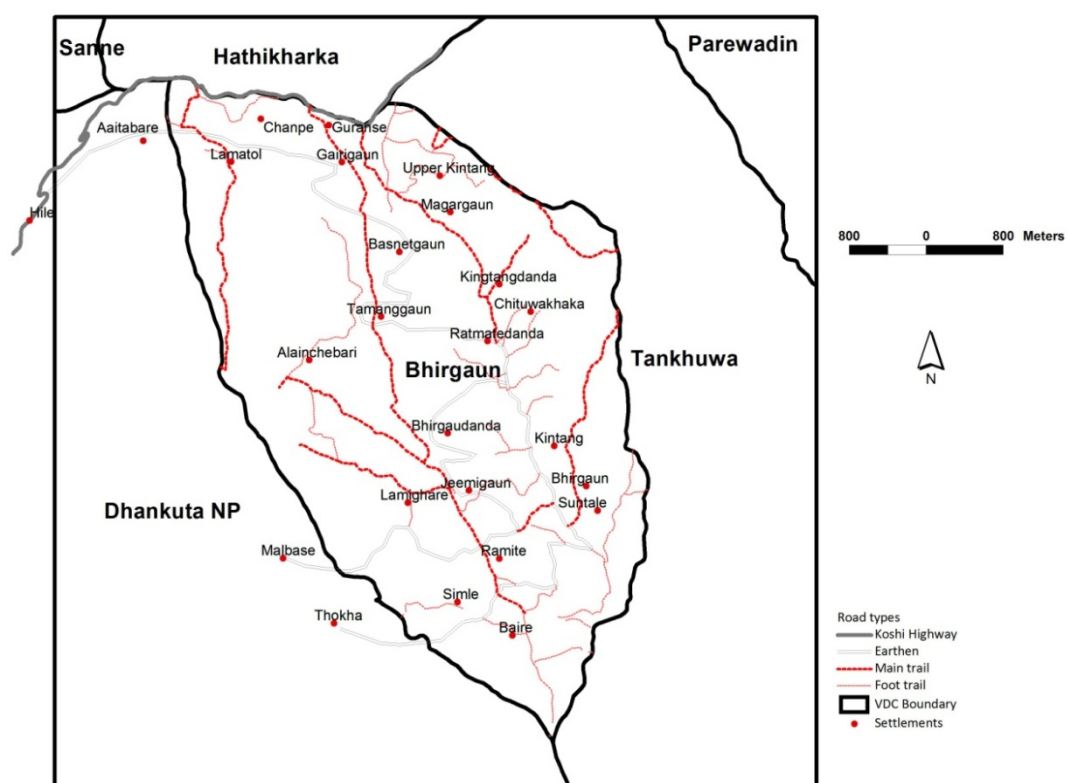 Sanne
Hathikharka
Parewadin
Aaitabare
Chanpe
Guranse
Lamatol
Gairigaun
Upper Kintang
Magargaun
Hile
Basnetgaun
800 0 800 Meters
Kingtangdanda
Chituwakhaka
Tamanggaun
Ratmatedanda
Alainchebari
Bhirgaun
Tankhuwa
N
Bhirgaudanda
Kintang
Jeemigaun
Bhirgaun
Lamighare
Suntale
Dhankuta NP
Malbase
Ramite
Simle
Thokha
Baire
Road types
Koshi Highway
Earthen
Main trail
Foot trail
VDC Boundary
Settlements